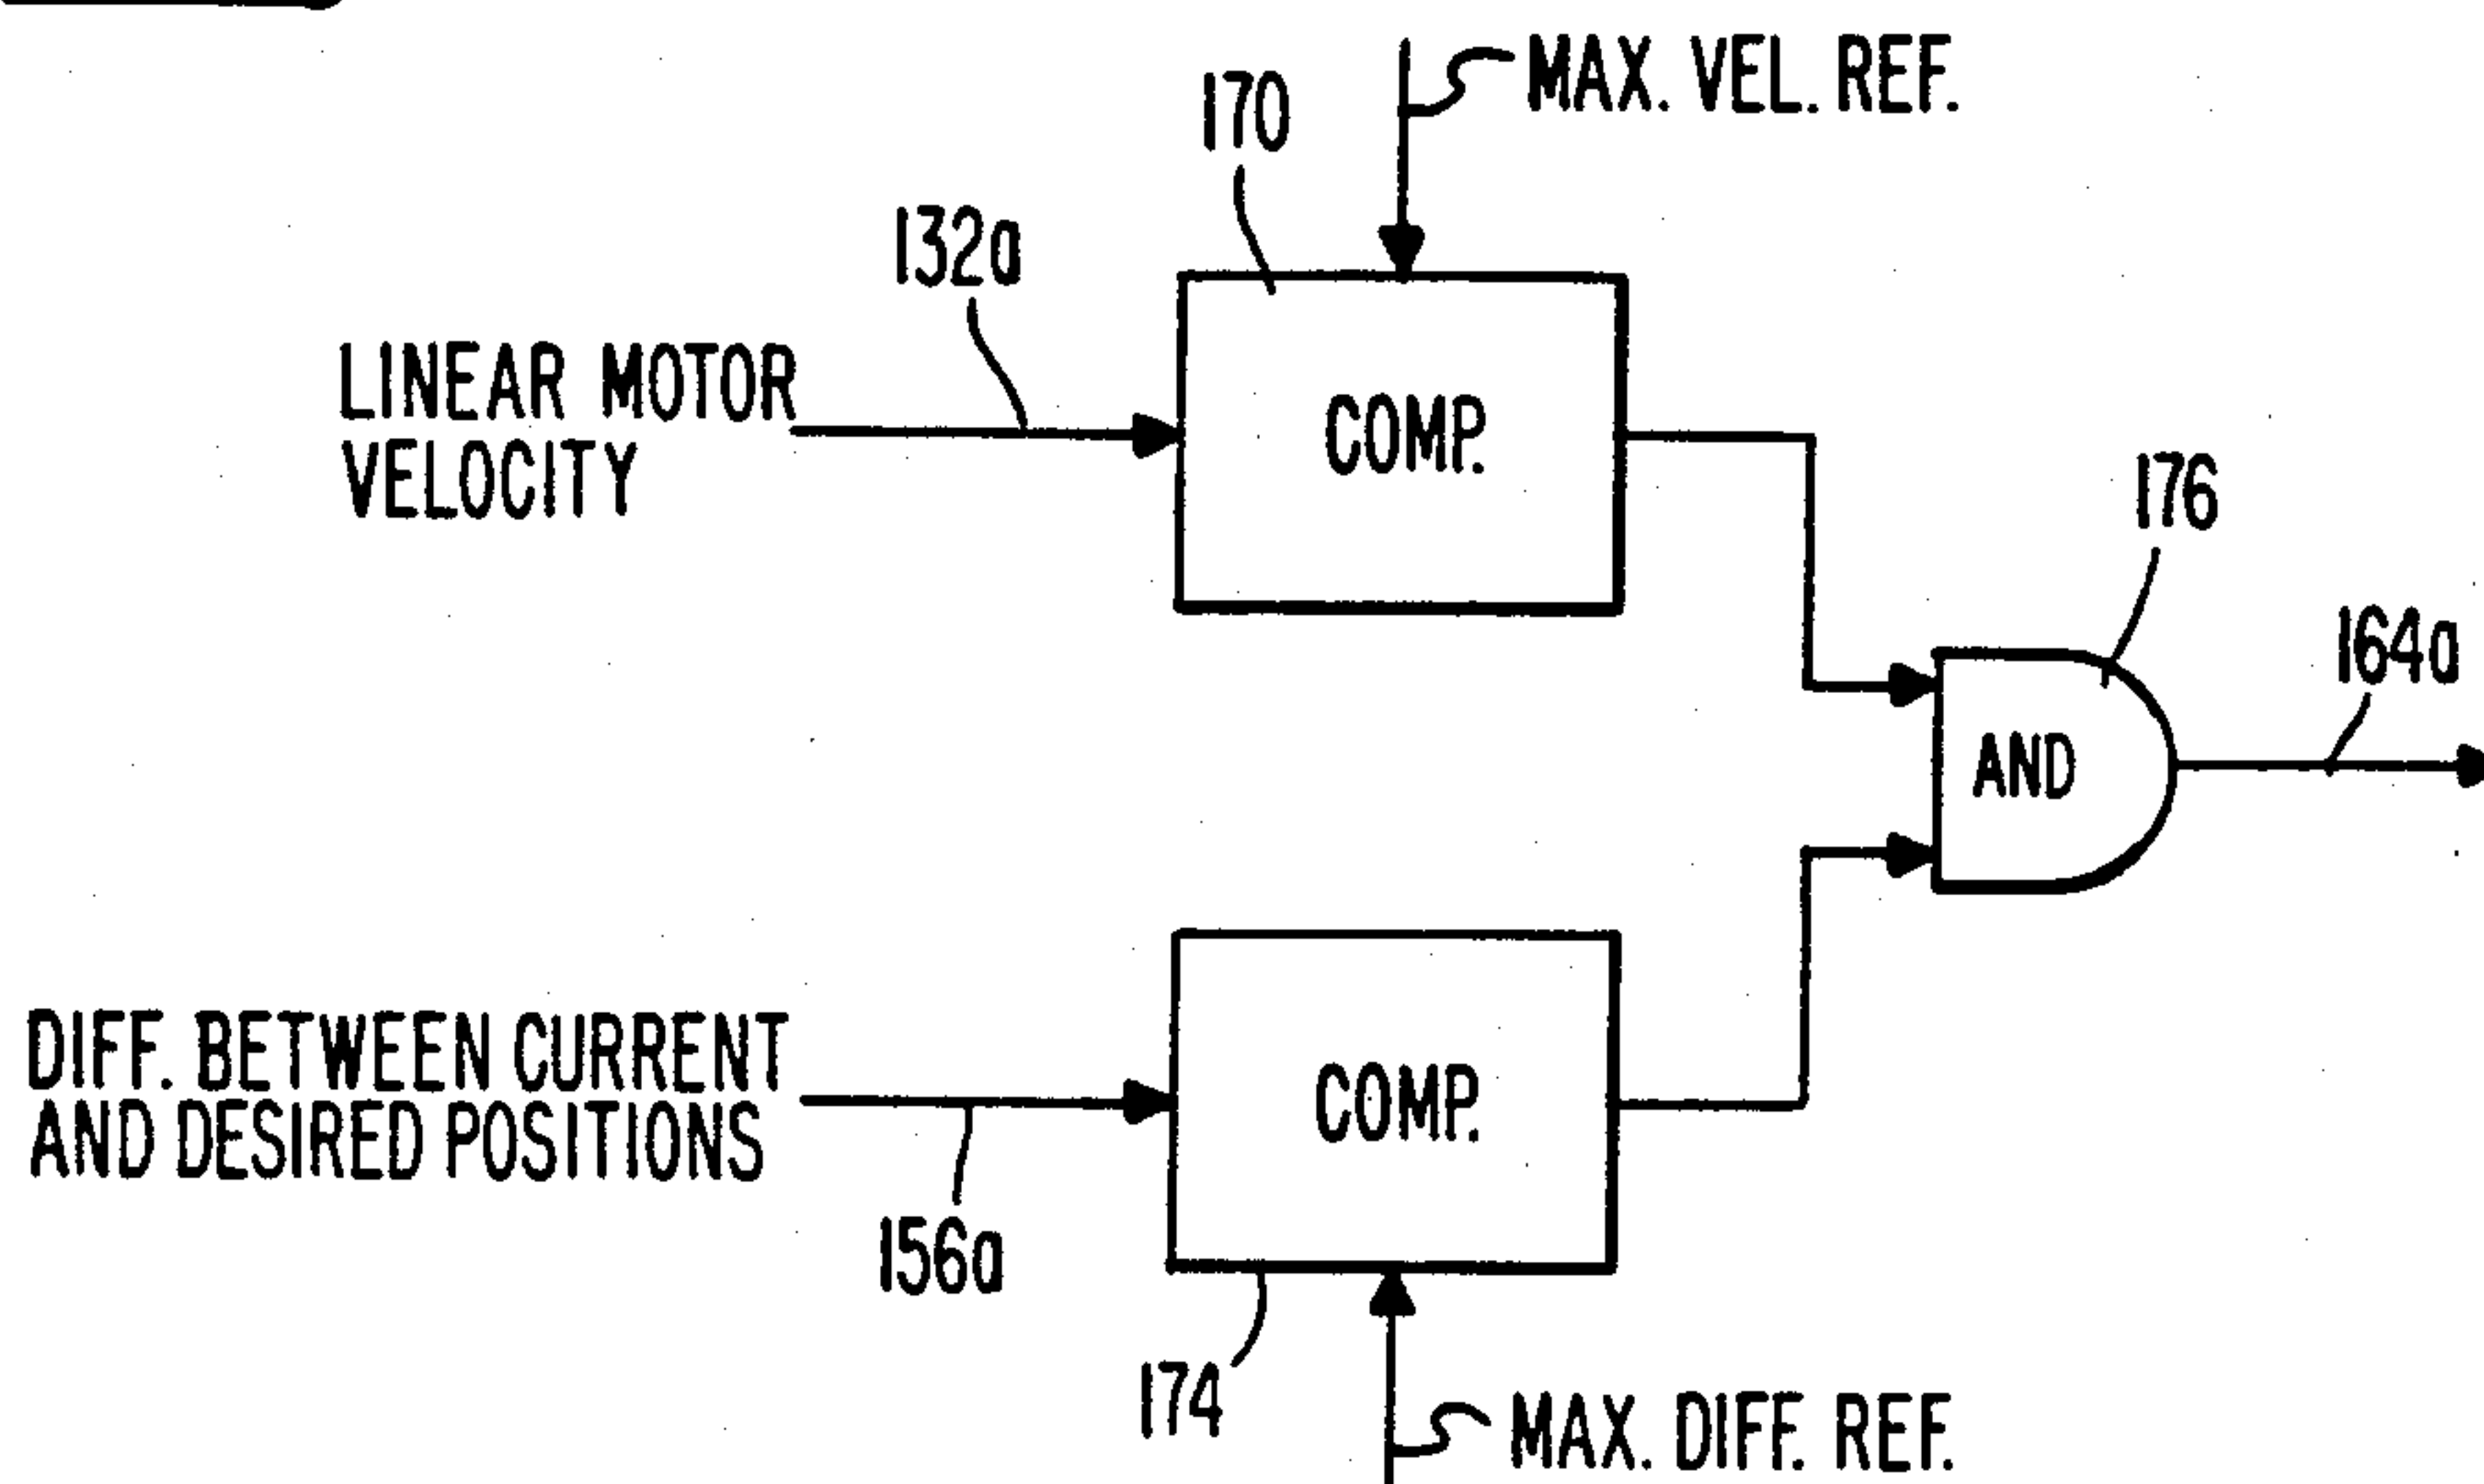 MAX. VEL. REF.
170
132a
LINEAR MOTOR
VELOCITY
COMP.
176
164a
AND
DIFF. BETWEEN CURRENT
AND DESIRED POSITIONS
COMP.
156a
174
MAX. DIFF. REF.